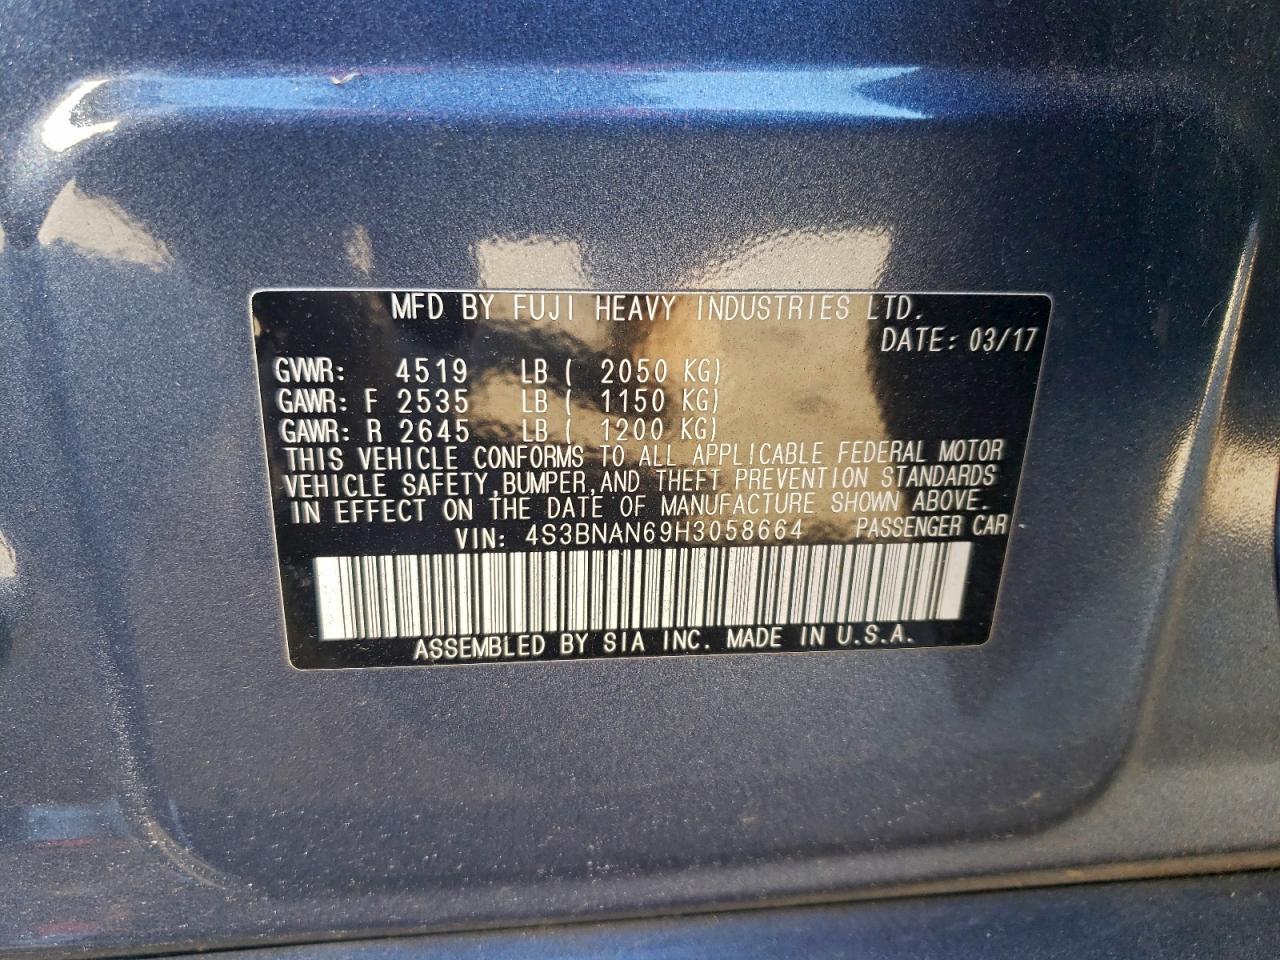 MFD BY FUJI HEAVY INDUSTRIES LTD.
DATE: 03/17
GVWR: 4519 LB ( 2050 KG)
GAWR: F 2535 LB ( 1150 KG)
GAWR: R 2645 LB ( 1200 KG)
THIS VEHICLE CONFORMS TO ALL APPLICABLE FEDERAL MOTOR
VEHICLE SAFETY,BUMPER,AND THEFT PREVENTION STANDARDS
IN EFFECT ON THE DATE OF MANUFACTURE SHOWN ABOVE.
VIN: 4S3BNAN69H3058664 PASSENGER CAR
ASSEMBLED BY SIA INC. MADE IN U.S.A.